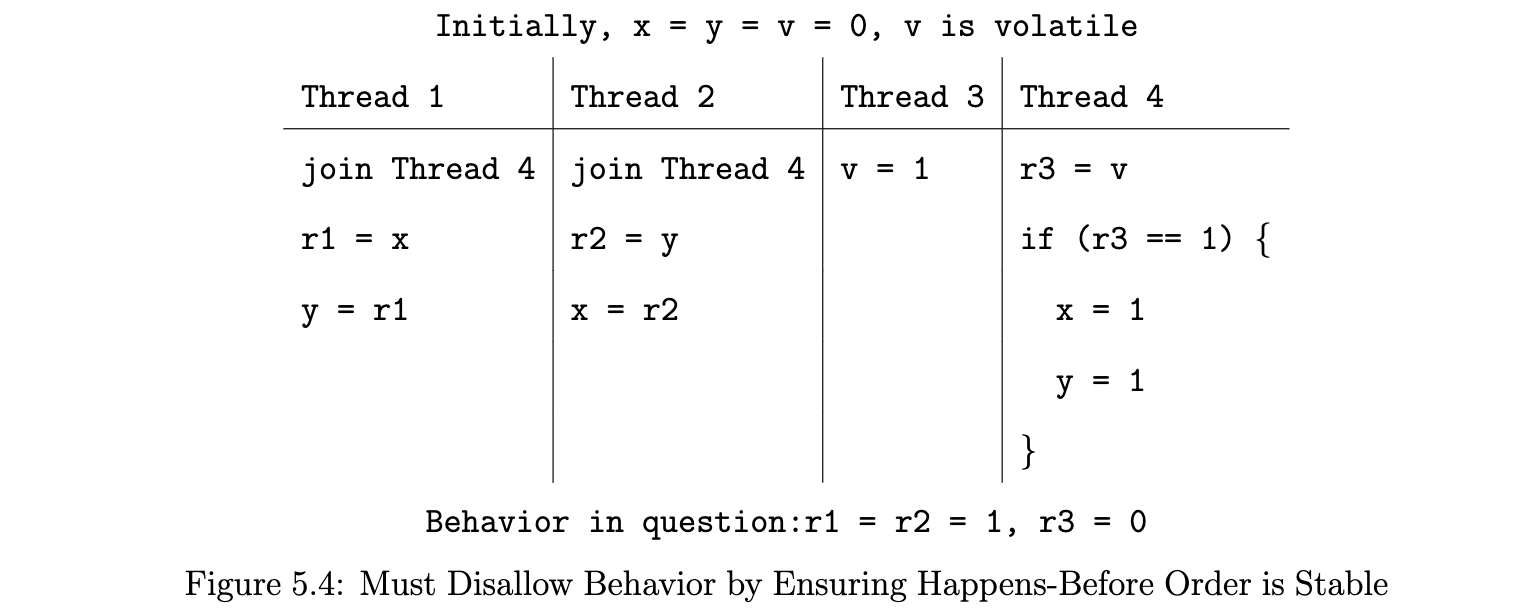 Initially, x = y = v = 0, v is volatile
Thread 1 Thread 2 Thread 3 Thread 4
join Thread 4 join Thread 4 v = 1 r3 = v
r1 = x r2 = y if (r3 == 1) {
y = r1 x = r2 x = 1
y = 1
}
Behavior in question:r1 = r2 = 1, r3 = 0
Figure 5.4: Must Disallow Behavior by Ensuring Happens-Before Order is Stable